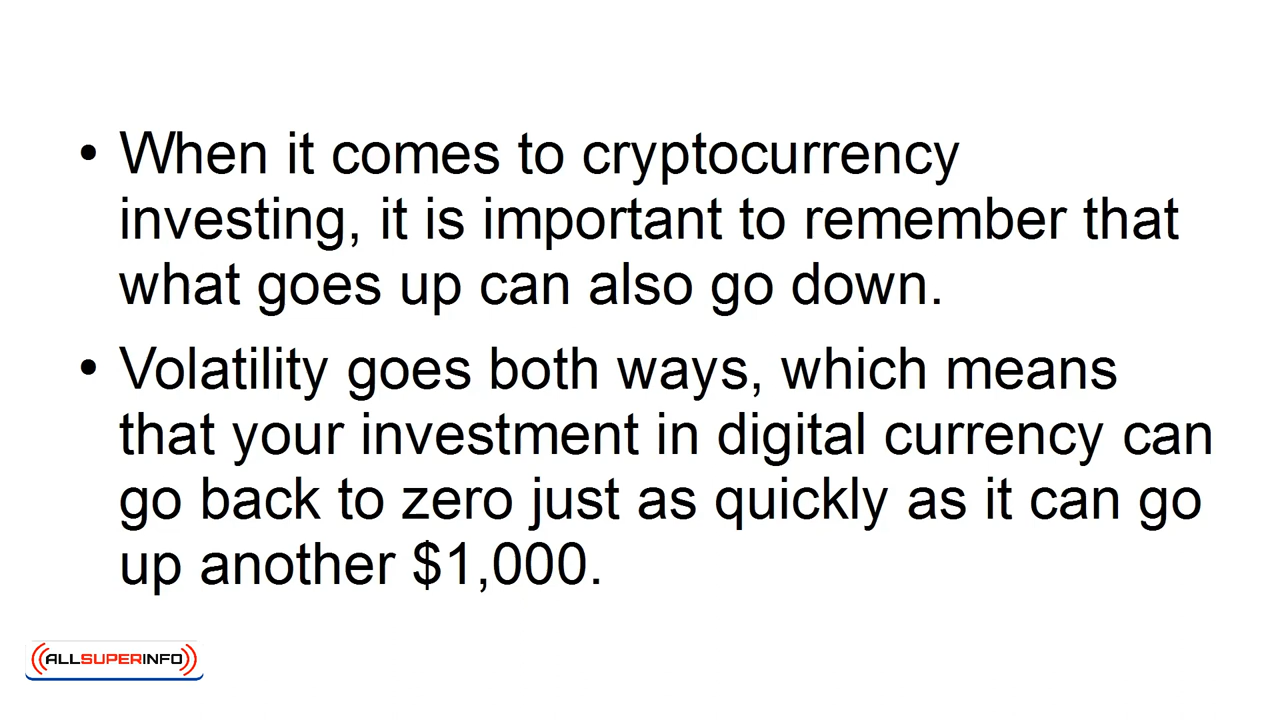 • When it comes to cryptocurrency
investing, it is important to remember that
what goes up can also go down.
• Volatility goes both ways, which means
that your investment in digital currency can
go back to zero just as quickly as it can go
up another $1,000.
ALLSUPERINFO